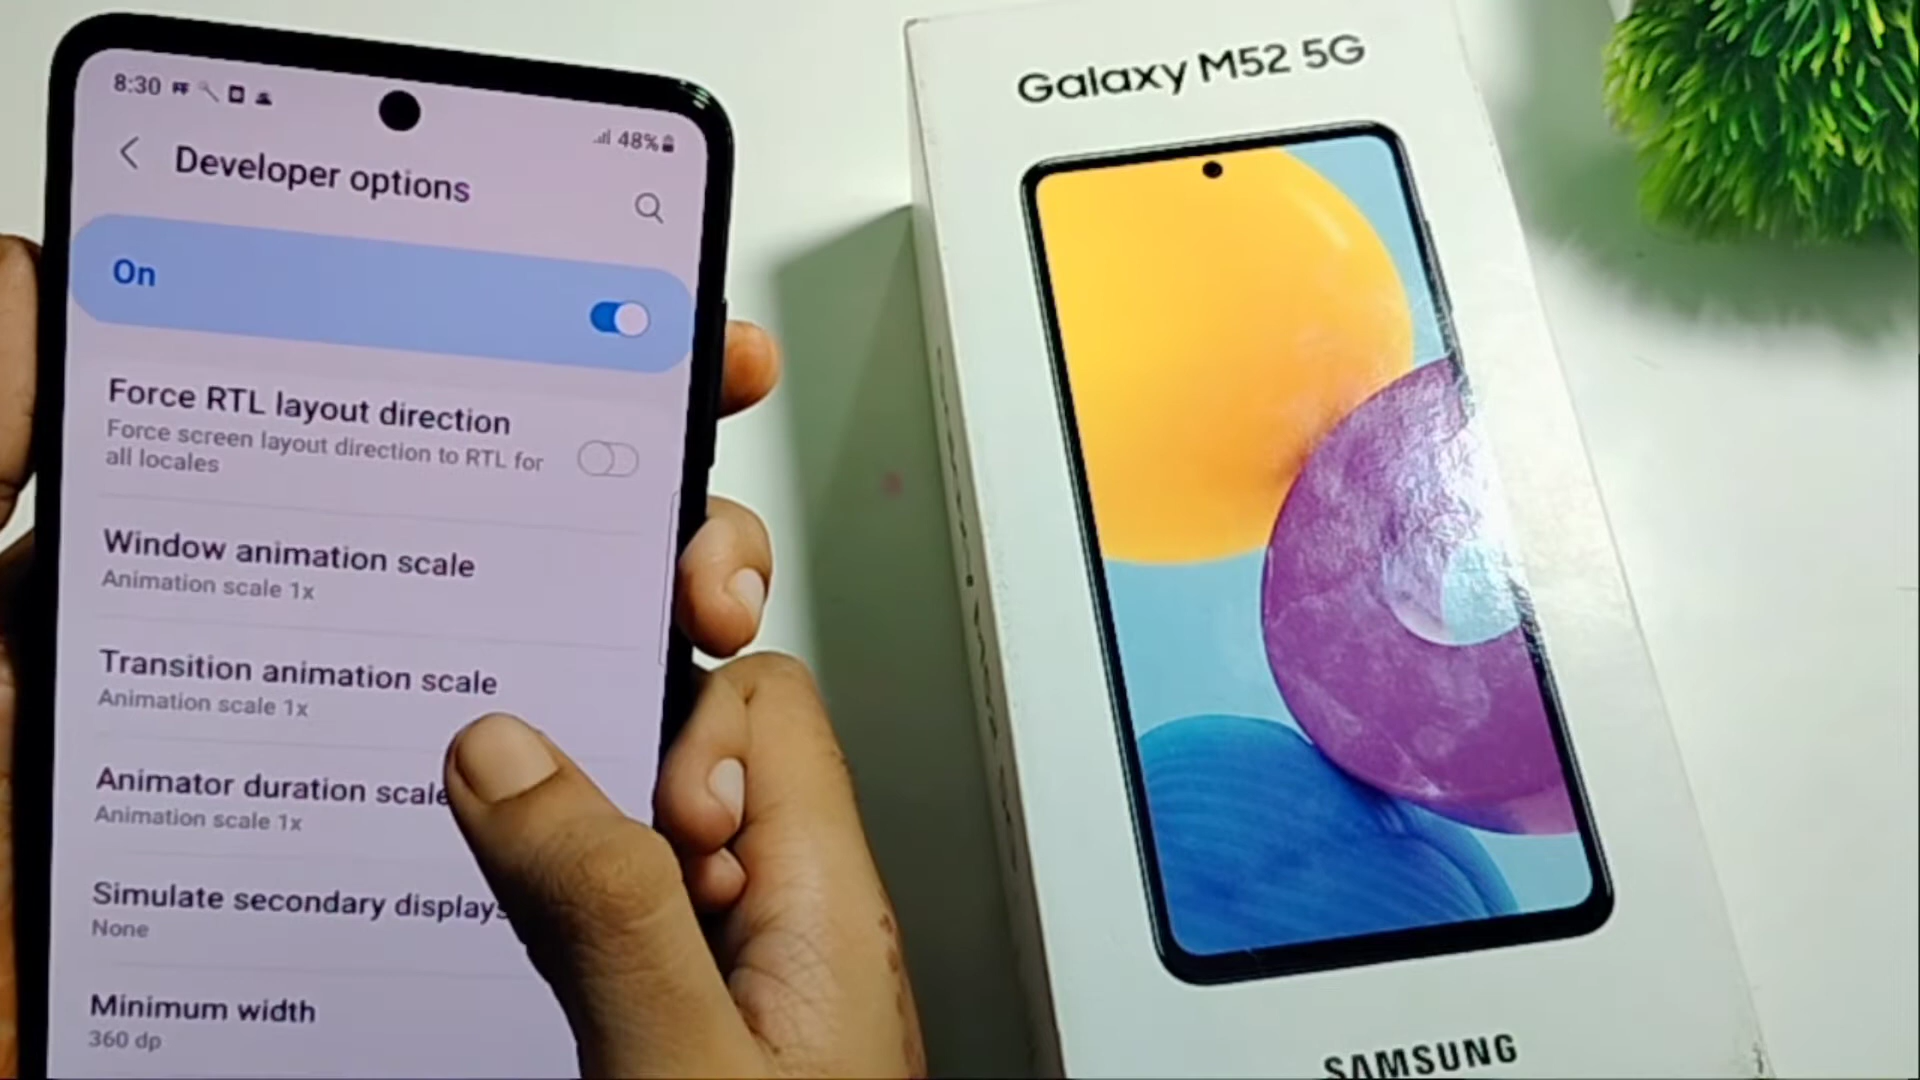 8:30
48%
Developer options
On
Force RTL layout direction
Force screen layout direction to RTL for
all locales
Window animation scale
Animation scale 1x
Transition animation scale
Animation scale 1x
Animator duration scale
Animation scale 1x
Simulate secondary displays
None
Minimum width
360 dp
Galaxy M52 5G
SAMSUNG